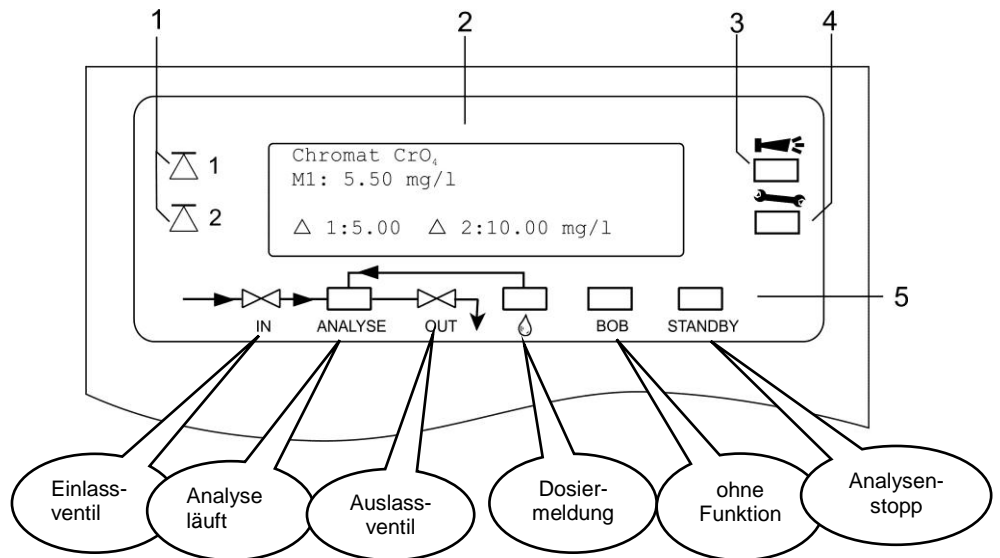 1
2
3
4
1
Chromat CrO₄
M1: 5.50 mg/l
2
△ 1:5.00 △ 2:10.00 mg/l
5
IN
ANALYSE
OUT
BOB
STANDBY
Einlass-
ventil
Analyse
läuft
Auslass-
ventil
Dosier-
meldung
ohne
Funktion
Analysen-
stopp